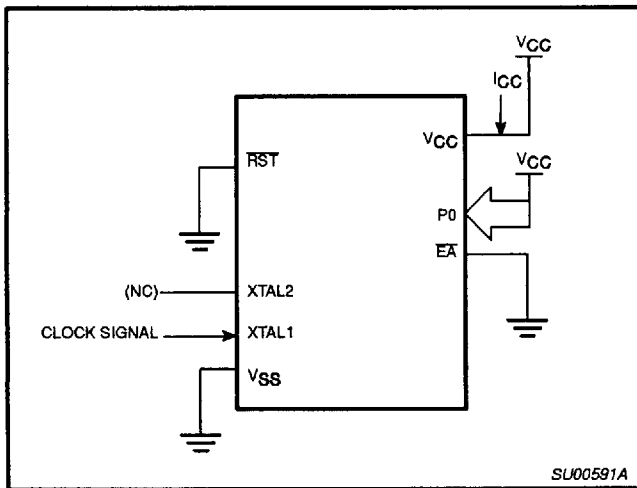 VCC
ICC
VCC
RST
VCC
P0
EA
(NC)
XTAL2
CLOCK SIGNAL
XTAL1
VSS
SU00591A